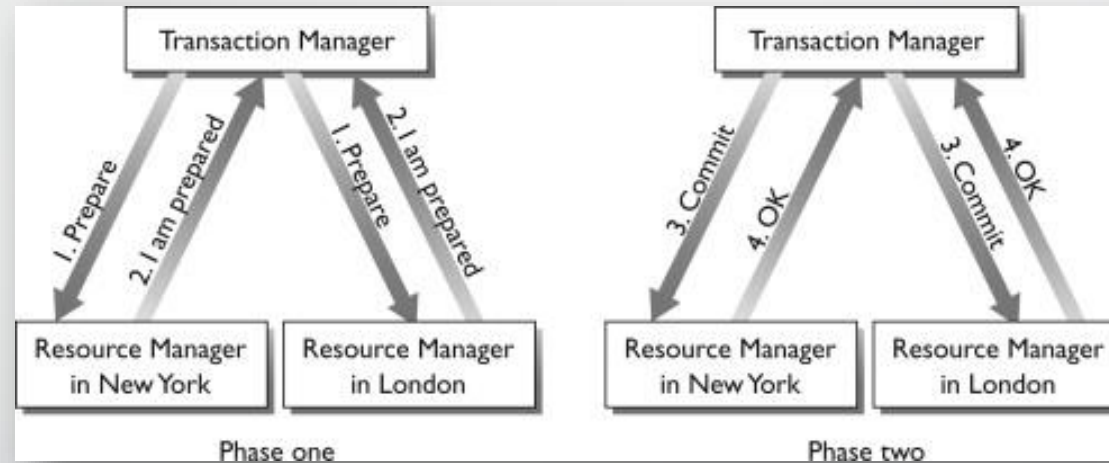 Transaction Manager
1. Prepare
2. I am prepared
1. Prepare
2. I am prepared
Resource Manager
in New York
Resource Manager
in London
Phase one
Transaction Manager
3. Commit
4. OK
3. Commit
4. OK
Resource Manager
in New York
Resource Manager
in London
Phase two